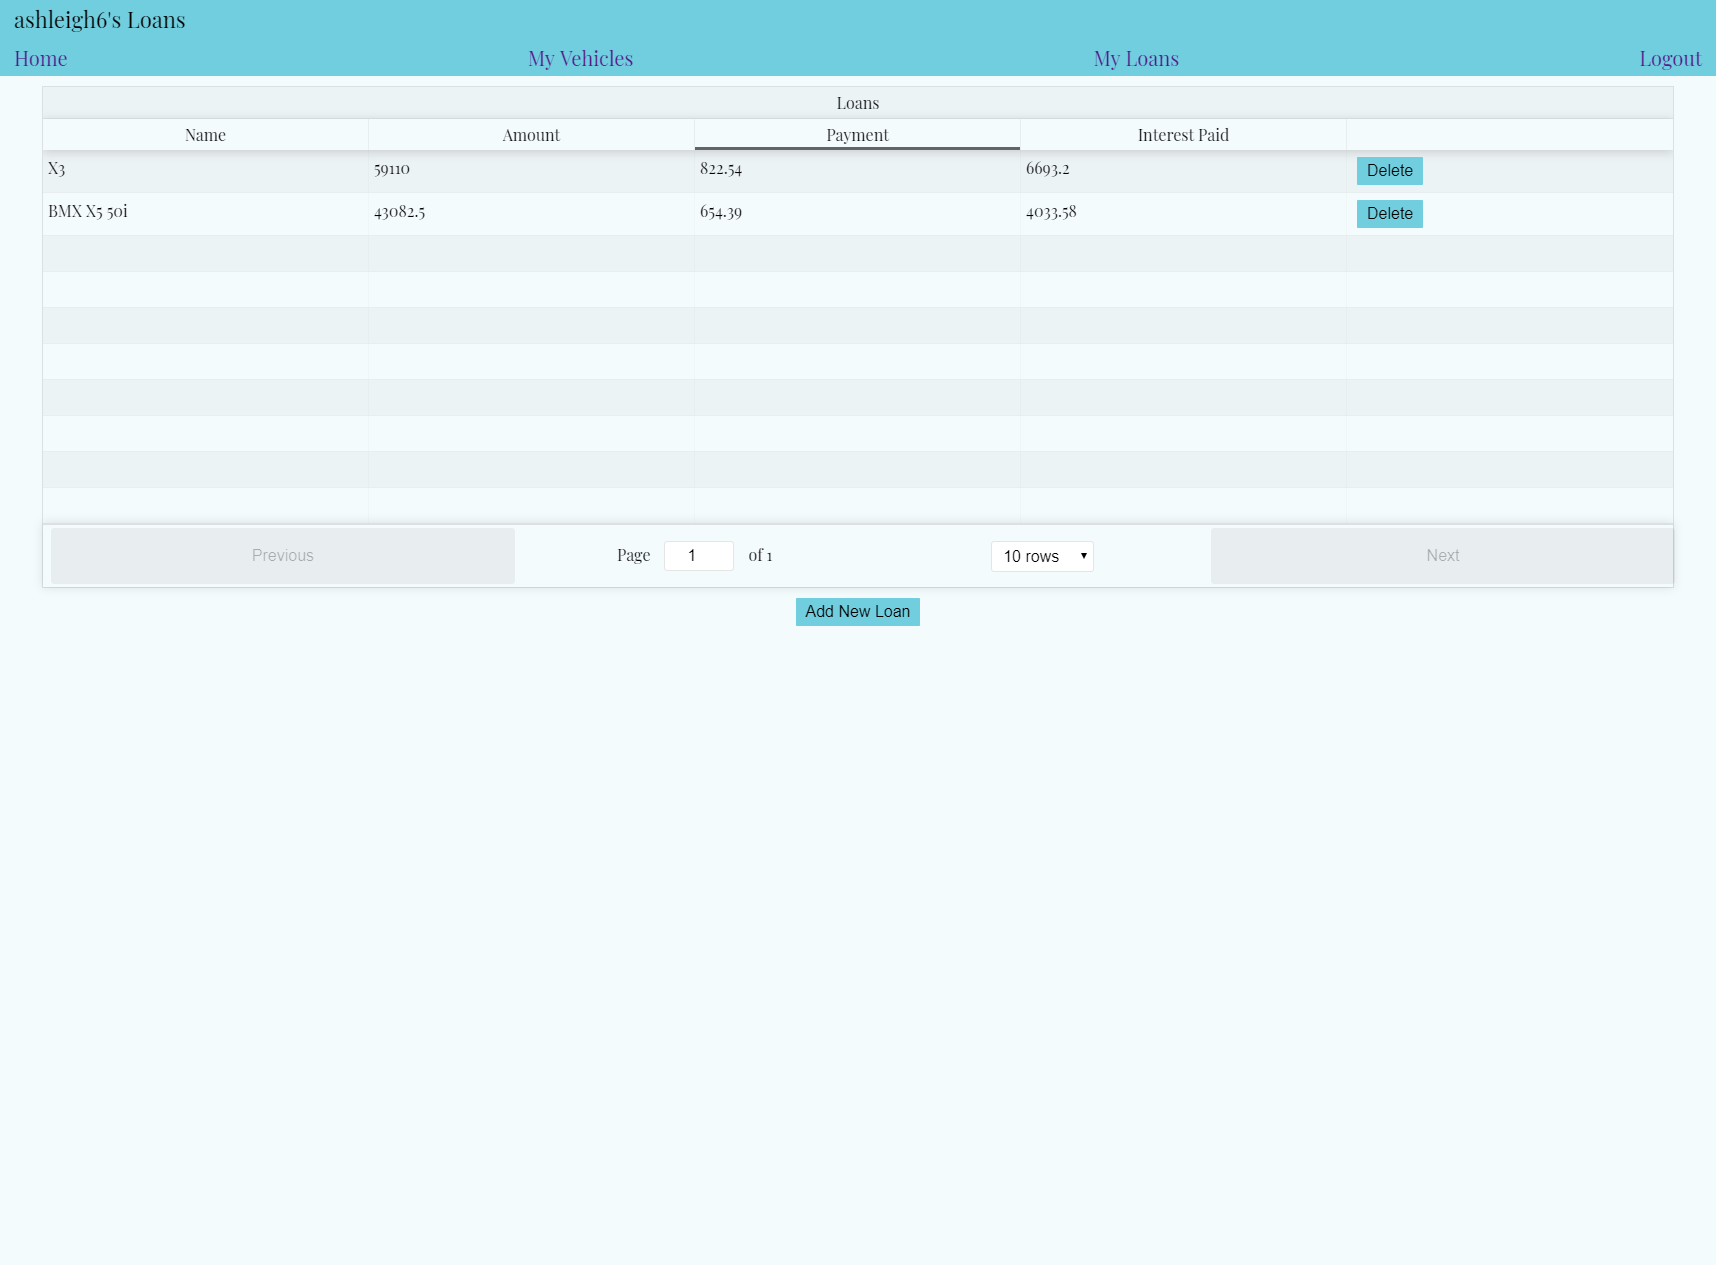 ashleigh6's Loans
Home My Vehicles My Loans Logout
Loans
Name Amount Payment Interest Paid
X3 59110 822.54 6693.2 Delete
BMX X5 50i 43082.5 654.39 4033.58 Delete
Previous Page 1 of 1 10 rows Next
Add New Loan